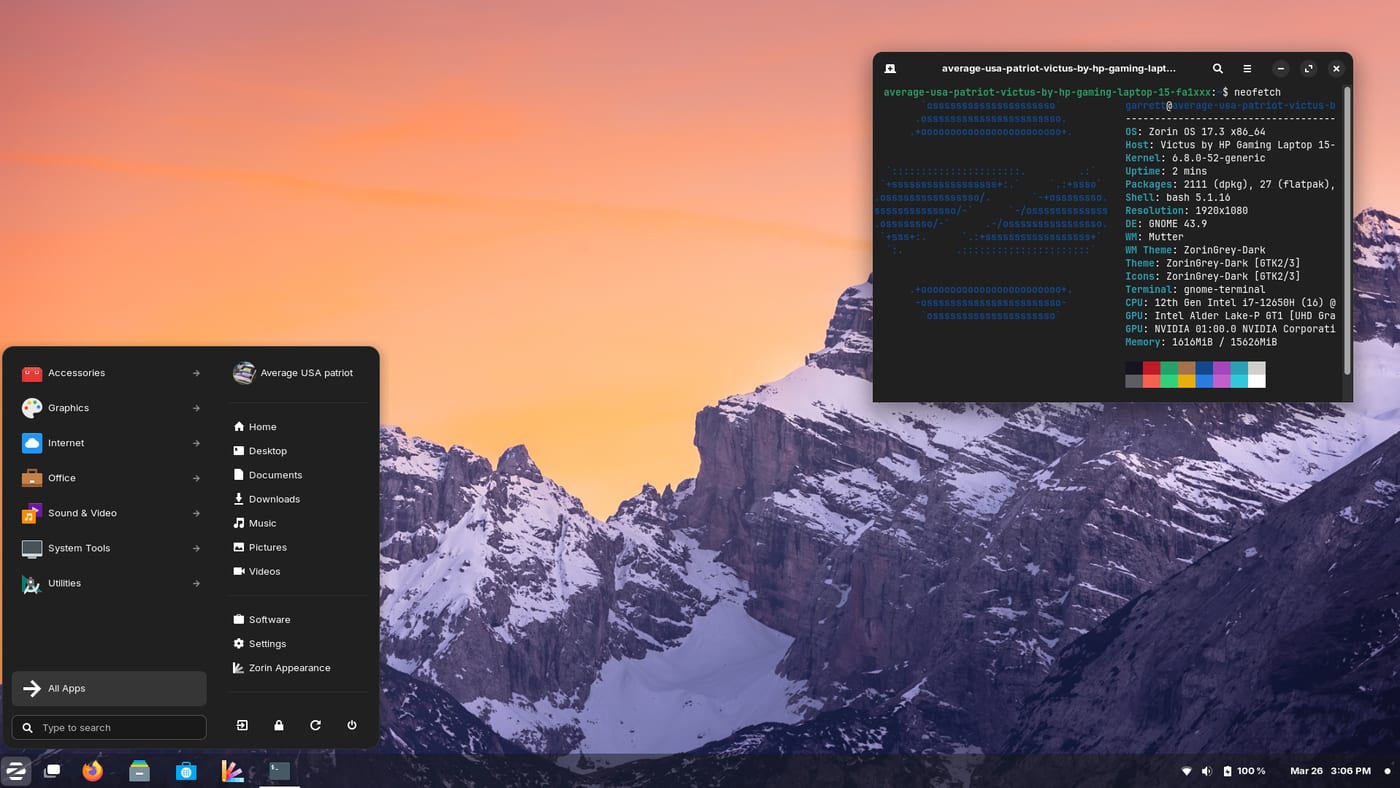 average-usa-patriot-victus-by-hp-gaming-lapt...
average-usa-patriot-victus-by-hp-gaming-laptop-15-fa1xxx:~$ neofetch
garrett@average-usa-patriot-victus-b
-----------------------------------
OS: Zorin OS 17.3 x86_64
Host: Victus by HP Gaming Laptop 15-
Kernel: 6.8.0-52-generic
Uptime: 2 mins
Packages: 2111 (dpkg), 27 (flatpak),
Shell: bash 5.1.16
Resolution: 1920x1080
DE: GNOME 43.9
WM: Mutter
WM Theme: ZorinGrey-Dark
Theme: ZorinGrey-Dark [GTK2/3]
Icons: ZorinGrey-Dark [GTK2/3]
Terminal: gnome-terminal
CPU: 12th Gen Intel i7-12650H (16) @
GPU: Intel Alder Lake-P GT1 [UHD Gra
GPU: NVIDIA 01:00.0 NVIDIA Corporati
Memory: 1616MiB / 15626MiB
Accessories
Graphics
Internet
Office
Sound & Video
System Tools
Utilities
All Apps
Type to search
Average USA patriot
Home
Desktop
Documents
Downloads
Music
Pictures
Videos
Software
Settings
Zorin Appearance
100 %
Mar 26 3:06 PM